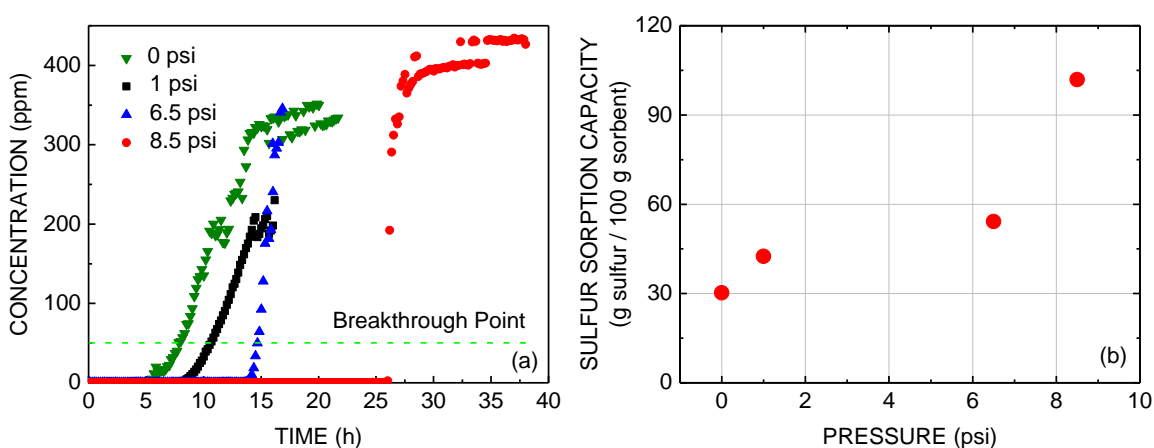 CONCENTRATION (ppm)
400
300
200
100
0
0 psi
1 psi
6.5 psi
8.5 psi
Breakthrough Point
(a)
0 5 10 15 20 25 30 35 40
TIME (h)
SULFUR SORPTION CAPACITY
(g sulfur / 100 g sorbent)
120
90
60
30
0
(b)
0 2 4 6 8 10
PRESSURE (psi)